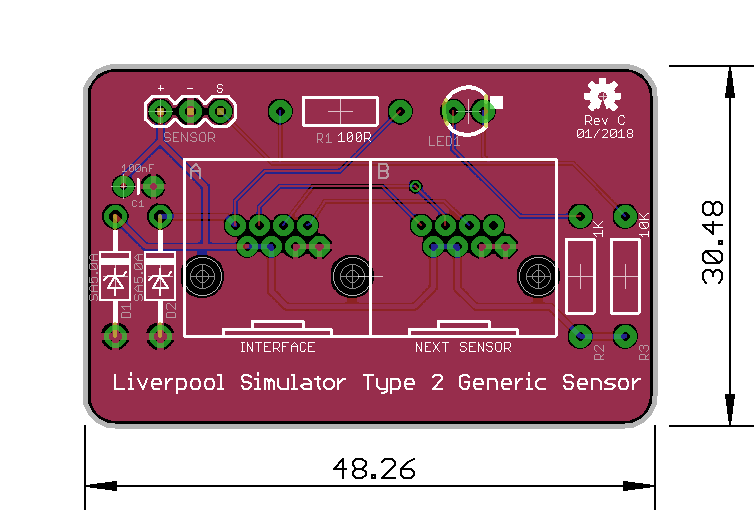 + - S
SENSOR
R1 100R
LED1
Rev C
01/2018
100nF
C1
A
B
1K
10K
SA5.0A
SA5.0A
D1
D2
R2
R3
INTERFACE
NEXT SENSOR
Liverpool Simulator Type 2 Generic Sensor
30.48
48.26